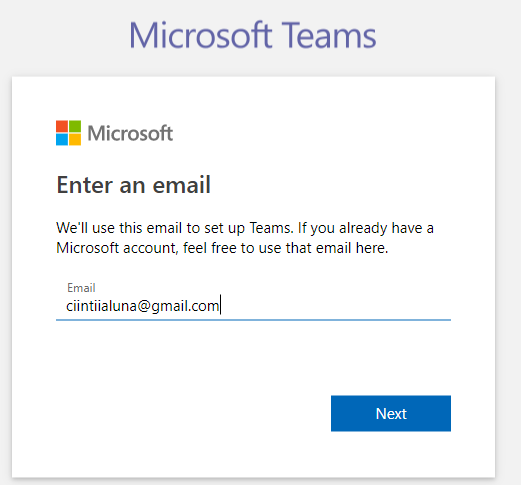 Microsoft Teams
Microsoft
Enter an email
We'll use this email to set up Teams. If you already have a
Microsoft account, feel free to use that email here.
Email
ciintiialuna@gmail.com
Next